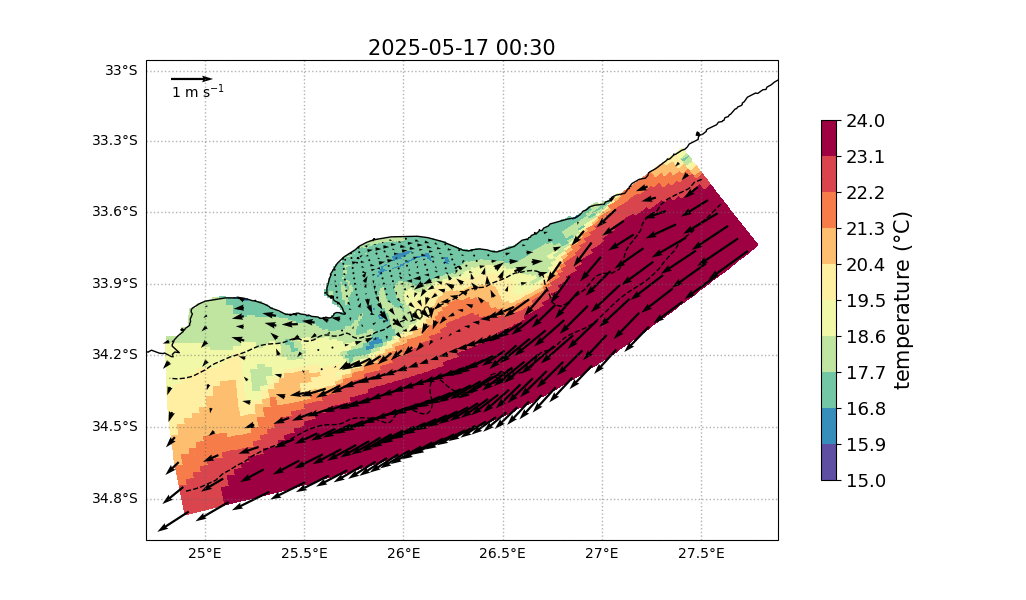 2025-05-17 00:30
33°S
33.3°S
33.6°S
33.9°S
34.2°S
34.5°S
34.8°S
1 m s⁻¹
100
25°E
25.5°E
26°E
26.5°E
27°E
27.5°E
24.0
23.1
22.2
21.3
20.4
19.5
18.6
17.7
16.8
15.9
15.0
temperature (°C)